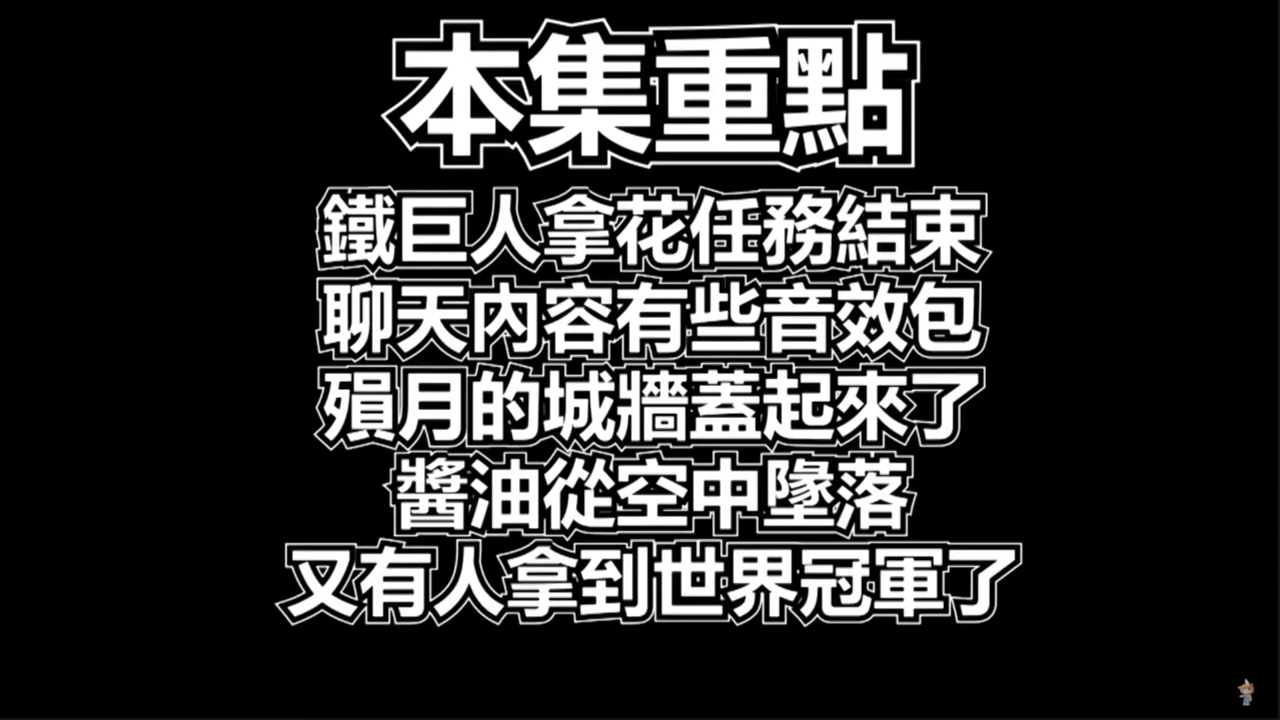 本集重點
鐵巨人拿花任務結束
聊天內容有些音效包
殞月的城牆蓋起來了
醬油從空中墜落
又有人拿到世界冠軍了